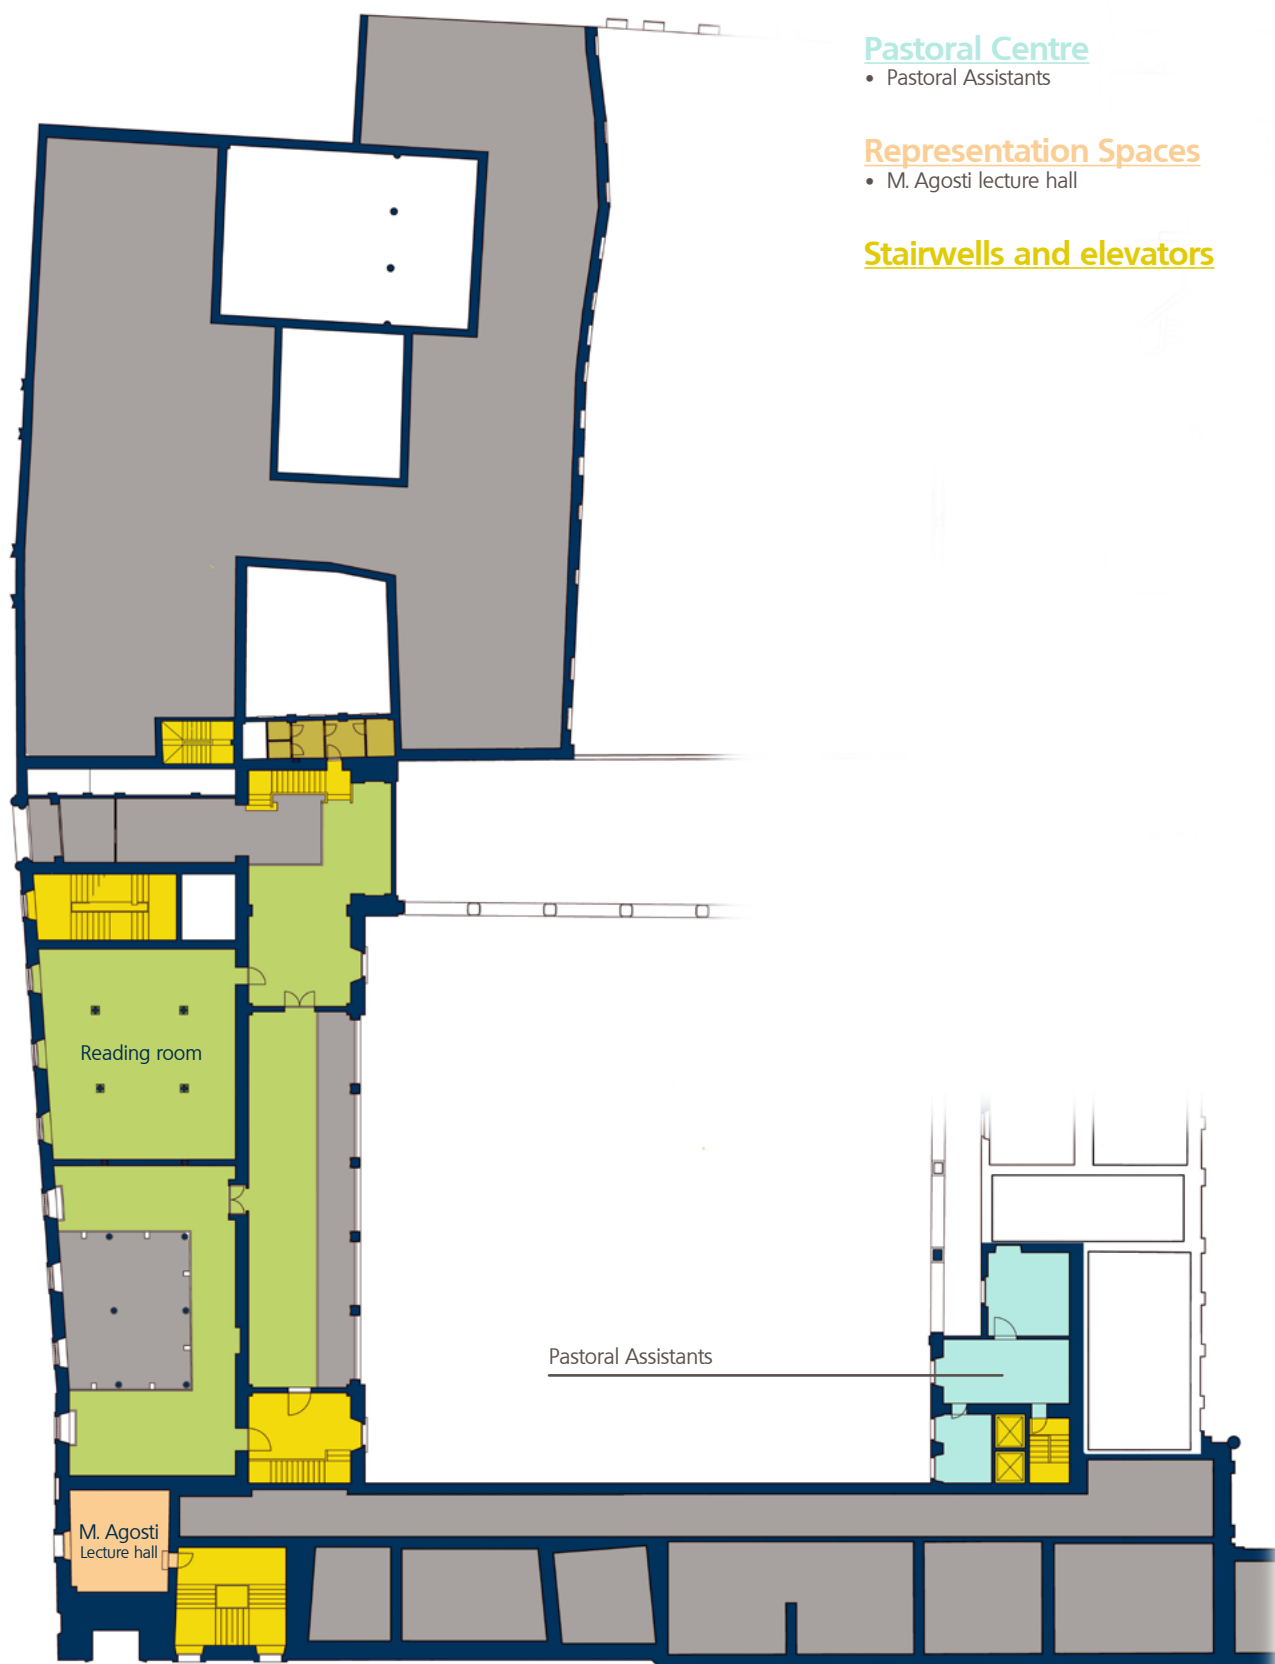 Pastoral Centre
• Pastoral Assistants
Representation Spaces
• M. Agosti lecture hall
Stairwells and elevators
Reading room
Pastoral Assistants
M. Agosti
Lecture hall